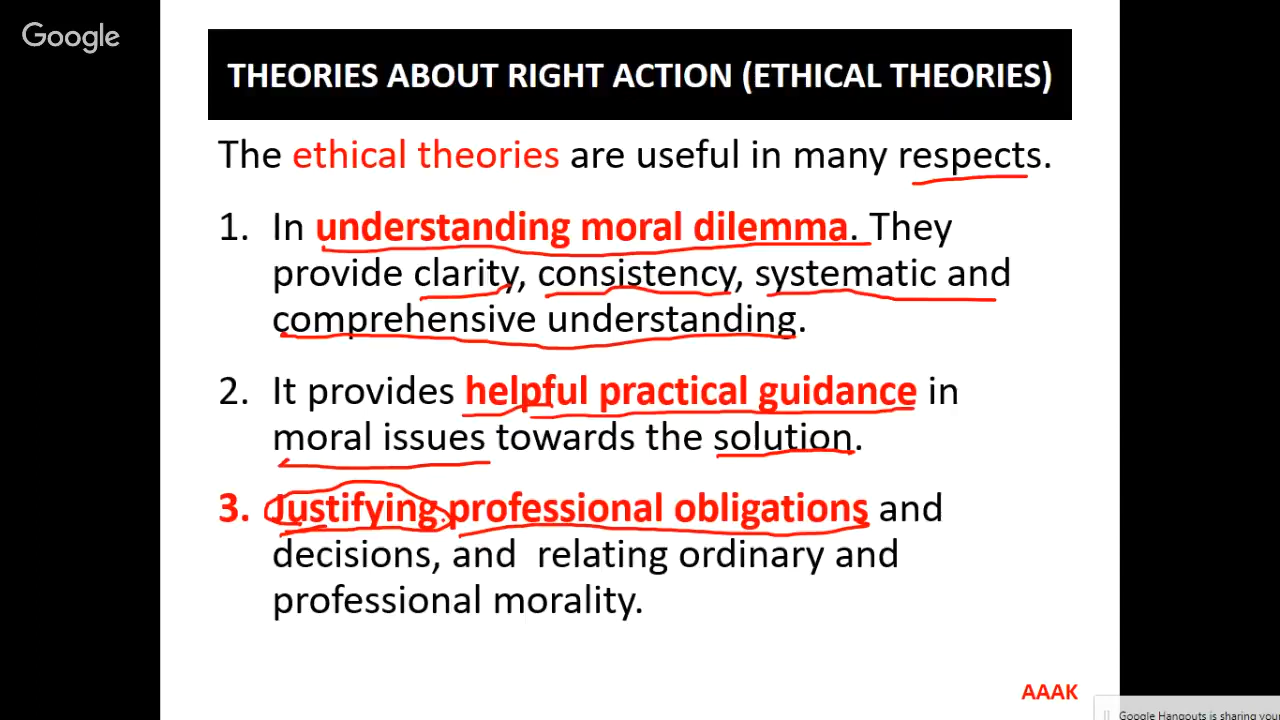 Google
THEORIES ABOUT RIGHT ACTION (ETHICAL THEORIES)
The ethical theories are useful in many respects.
1. In understanding moral dilemma. They
provide clarity, consistency, systematic and
comprehensive understanding.
2. It provides helpful practical guidance in
moral issues towards the solution.
3. Justifying professional obligations and
decisions, and relating ordinary and
professional morality.
AAAK
Google Hangouts is sharing you